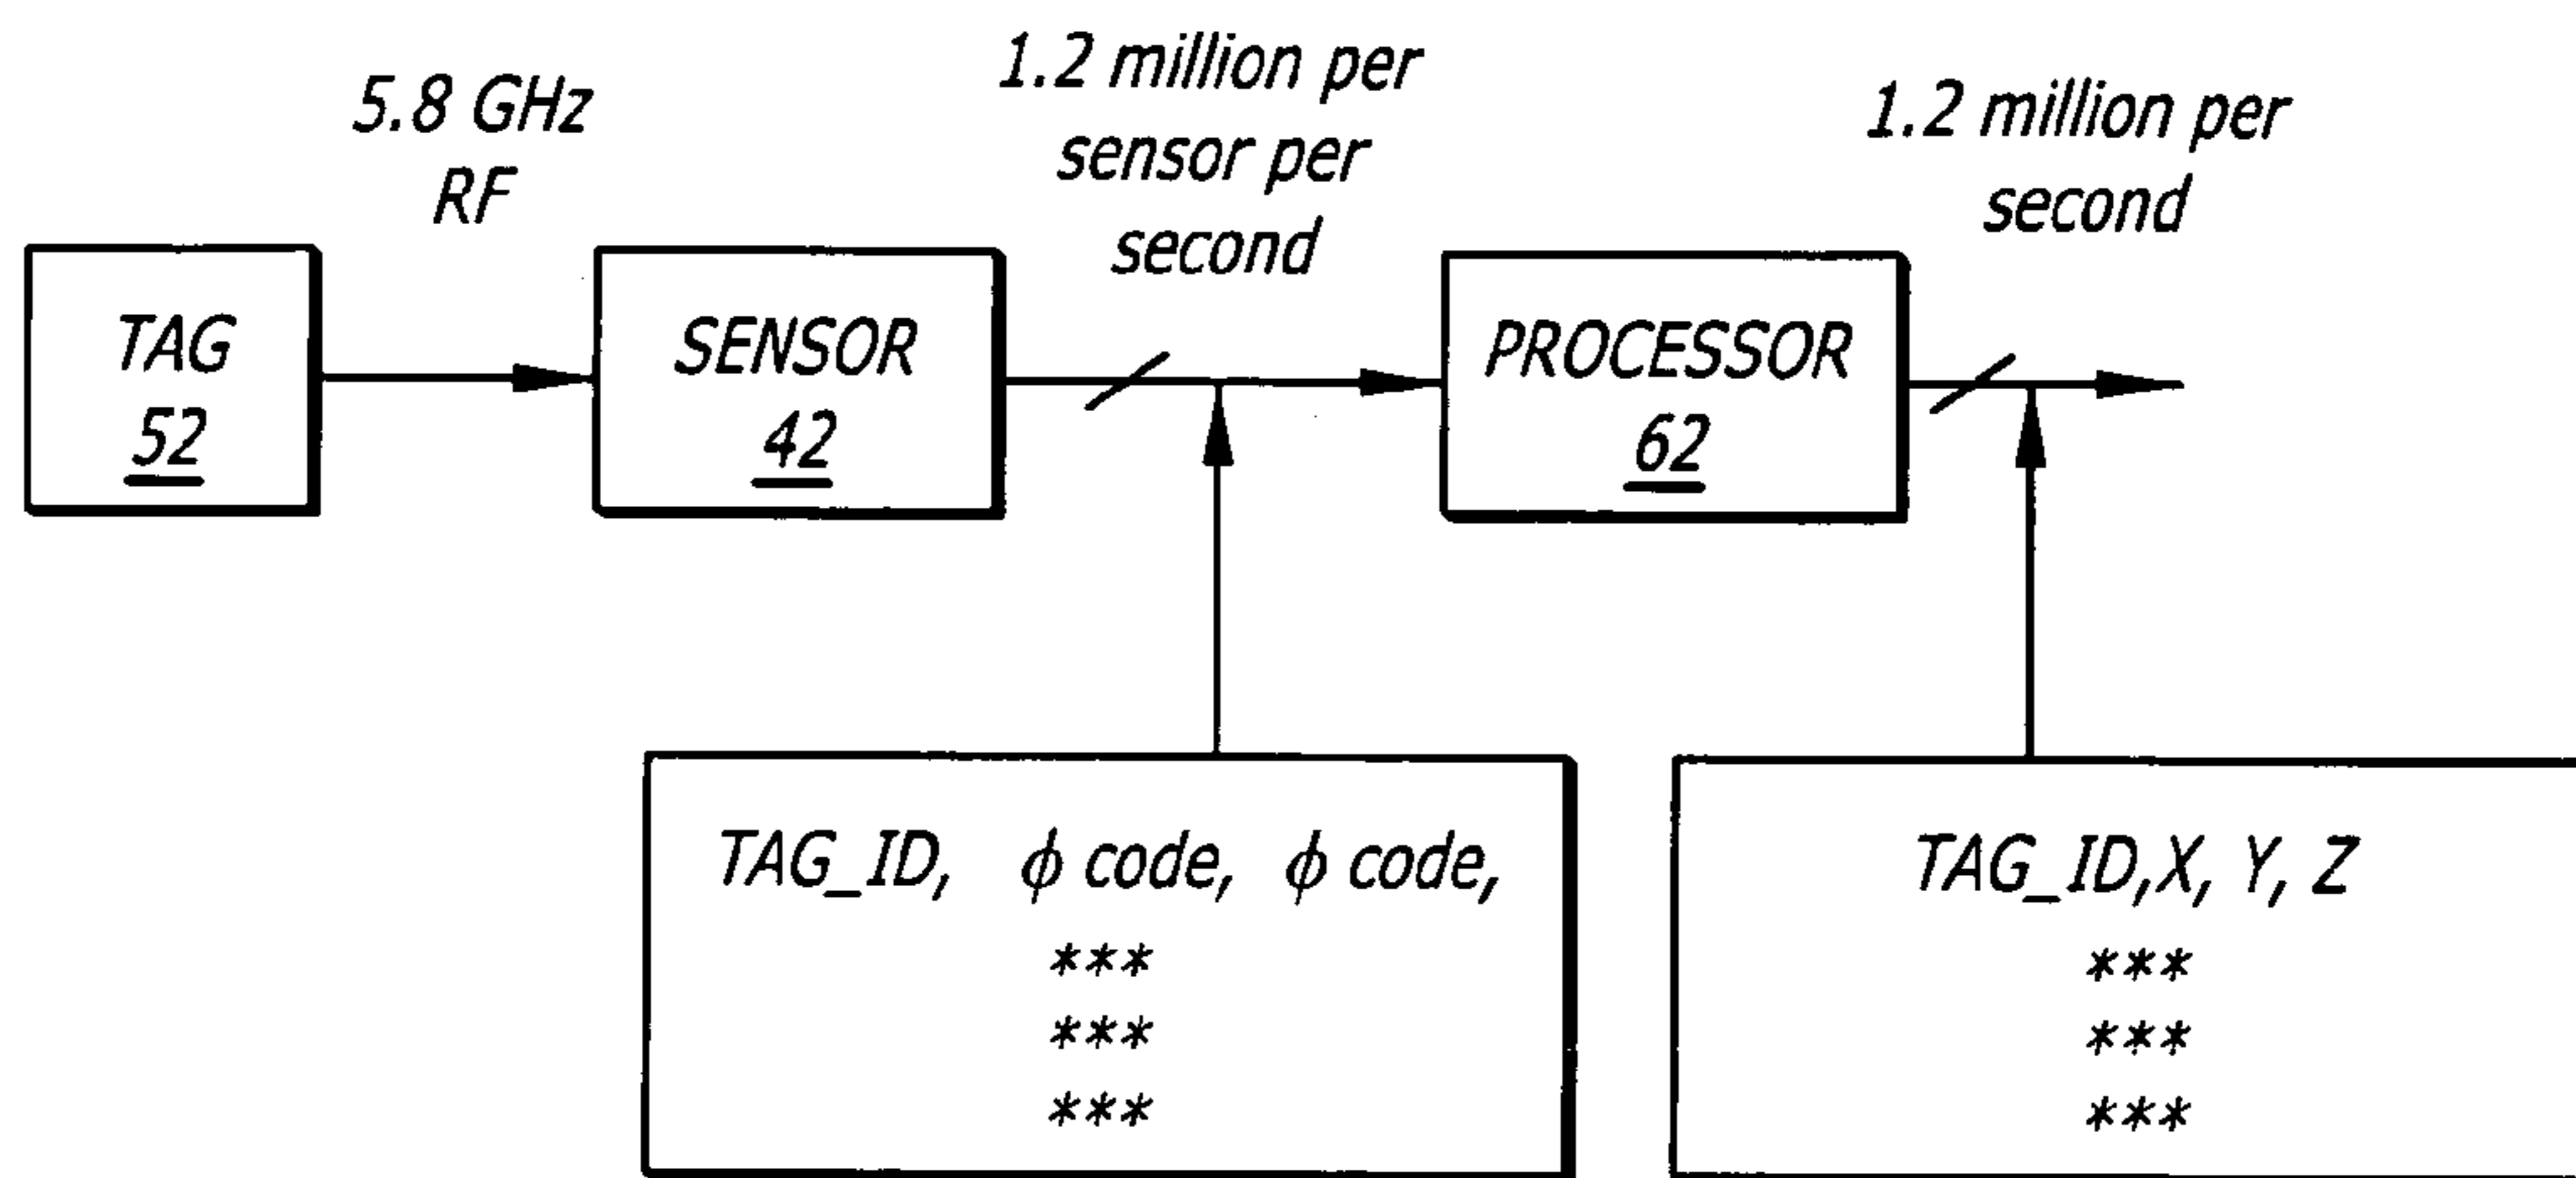 5.8 GHz
RF
1.2 million per
sensor per
second
1.2 million per
second
TAG
52
SENSOR
42
PROCESSOR
62
TAG_ID, ϕ code, ϕ code,
***
***
***
TAG_ID,X, Y, Z
***
***
***